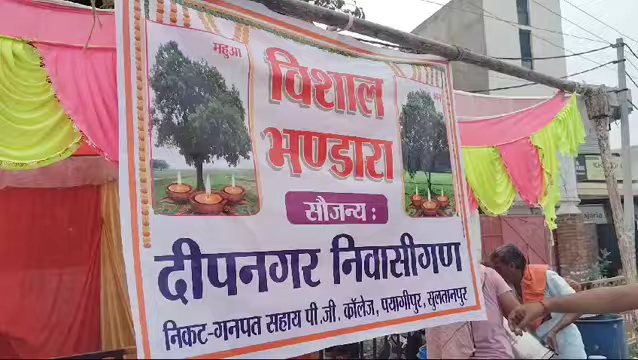 महुआ
विशाल
भण्डारा
सौजन्य :
दीपनगर निवासीगण
निकट-गनपत सहाय पी.जी. कॉलेज, पयागीपुर, सुलतानपुर